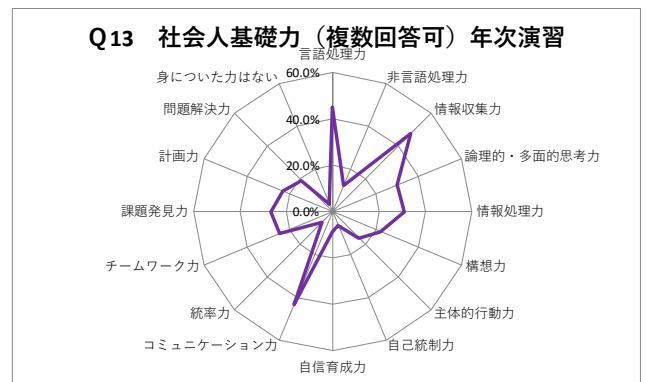 Q13 社会人基礎力（複数回答可）年次演習
言語処理力
60.0%
身についた力はない
非言語処理力
問題解決力
40.0%
情報収集力
計画力
20.0%
論理的・多面的思考力
課題発見力
0.0%
情報処理力
チームワーク力
構想力
統率力
主体的行動力
コミュニケーション力
自己統制力
自信育成力